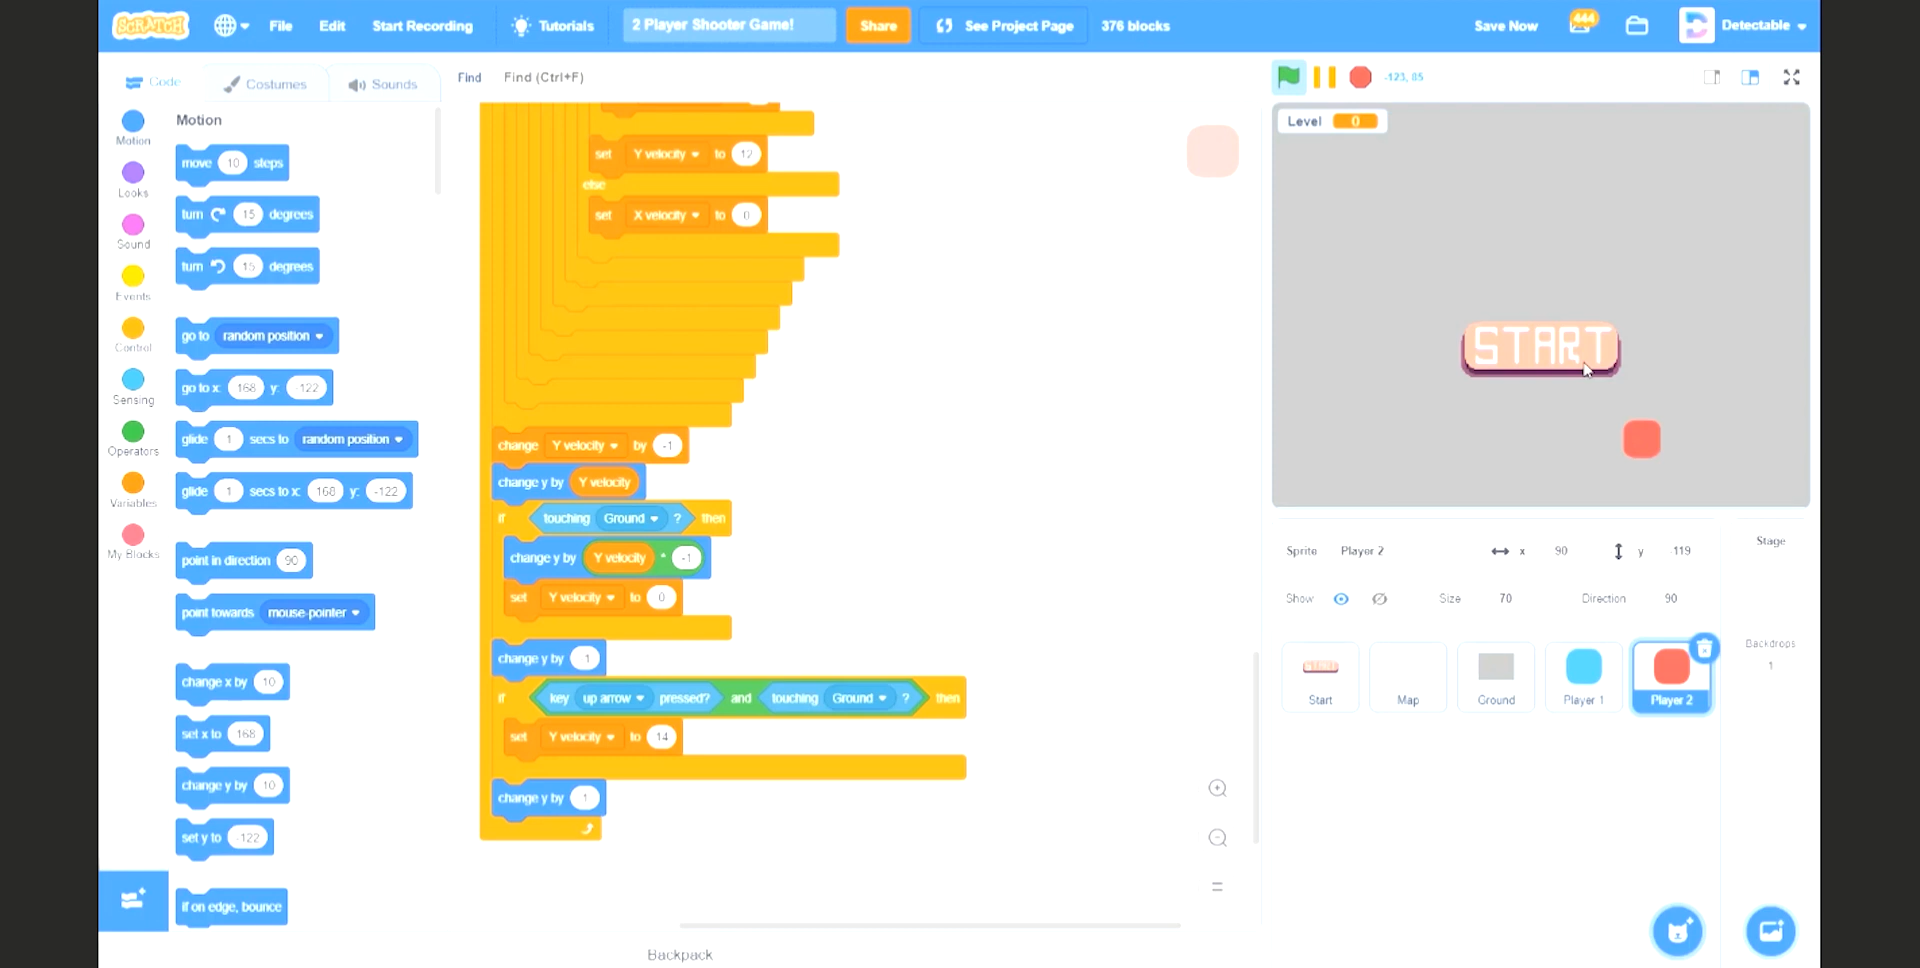 SCRATCH File Edit Start Recording Tutorials 2 Player Shooter Game! Share See Project Page 376 blocks Save Now 444 Detectable
Code Costumes Sounds Find Find (Ctrl+F) -123, 85
Motion
Looks
Sound
Events
Control
Sensing
Operators
Variables
My Blocks
Motion
move 10 steps
turn 15 degrees
turn 15 degrees
go to random position
go to x: 168 y: -122
glide 1 secs to random position
glide 1 secs to x: 168 y: -122
point in direction 90
point towards mouse-pointer
change x by 10
set x to 168
change y by 10
set y to -122
if on edge, bounce
set Y velocity to 12
else
set X velocity to 0
change Y velocity by -1
change y by Y velocity
if touching Ground ? then
change y by Y velocity * -1
set Y velocity to 0
change y by -1
if key up arrow pressed? and touching Ground ? then
set Y velocity to 14
change y by 1
Backpack
Level 0
START
Sprite Player 2 x 90 y -119
Show Size 70 Direction 90
Start Map Ground Player 1 Player 2
Stage
Backdrops
1